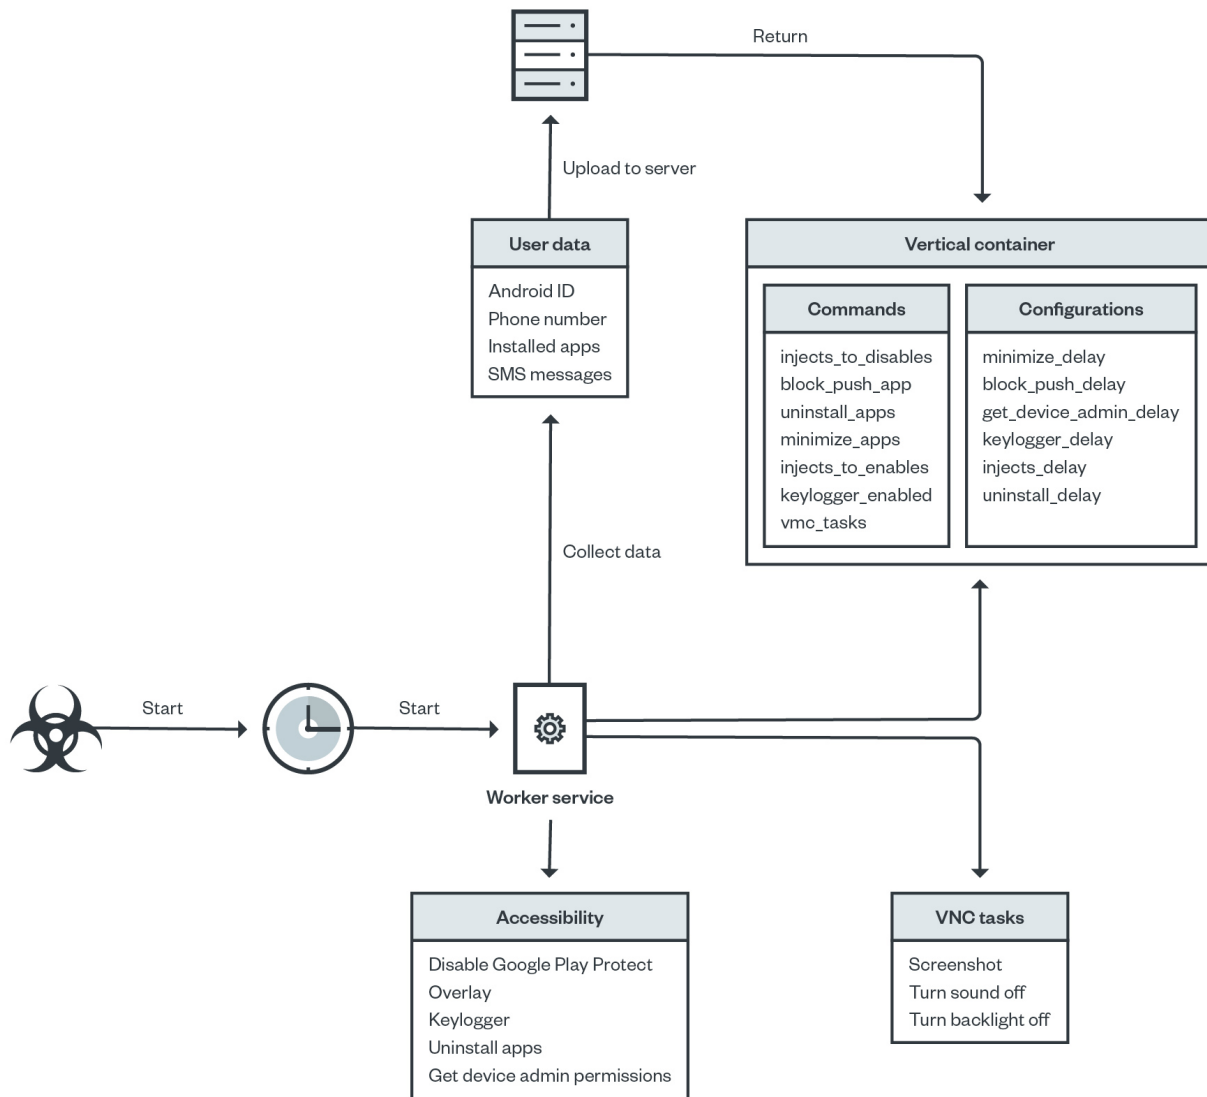 Return
Upload to server
User data
Android ID
Phone number
Installed apps
SMS messages
Vertical container
Commands
injects_to_disables
block_push_app
uninstall_apps
minimize_apps
injects_to_enables
keylogger_enabled
vmc_tasks
Configurations
minimize_delay
block_push_delay
get_device_admin_delay
keylogger_delay
injects_delay
uninstall_delay
Collect data
Start
Start
Worker service
Accessibility
Disable Google Play Protect
Overlay
Keylogger
Uninstall apps
Get device admin permissions
VNC tasks
Screenshot
Turn sound off
Turn backlight off